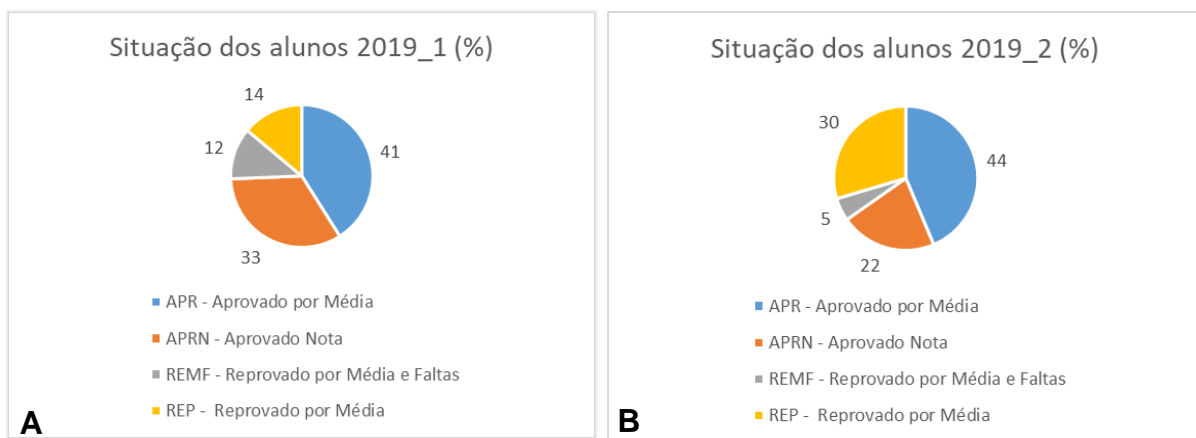 Situação dos alunos 2019_1 (%)
14
12
41
33
APR - Aprovado por Média
APRN - Aprovado Nota
REMF - Reprovado por Média e Faltas
REP -  Reprovado por Média
A
Situação dos alunos 2019_2 (%)
30
44
5
22
APR - Aprovado por Média
APRN - Aprovado Nota
REMF - Reprovado por Média e Faltas
REP -  Reprovado por Média
B